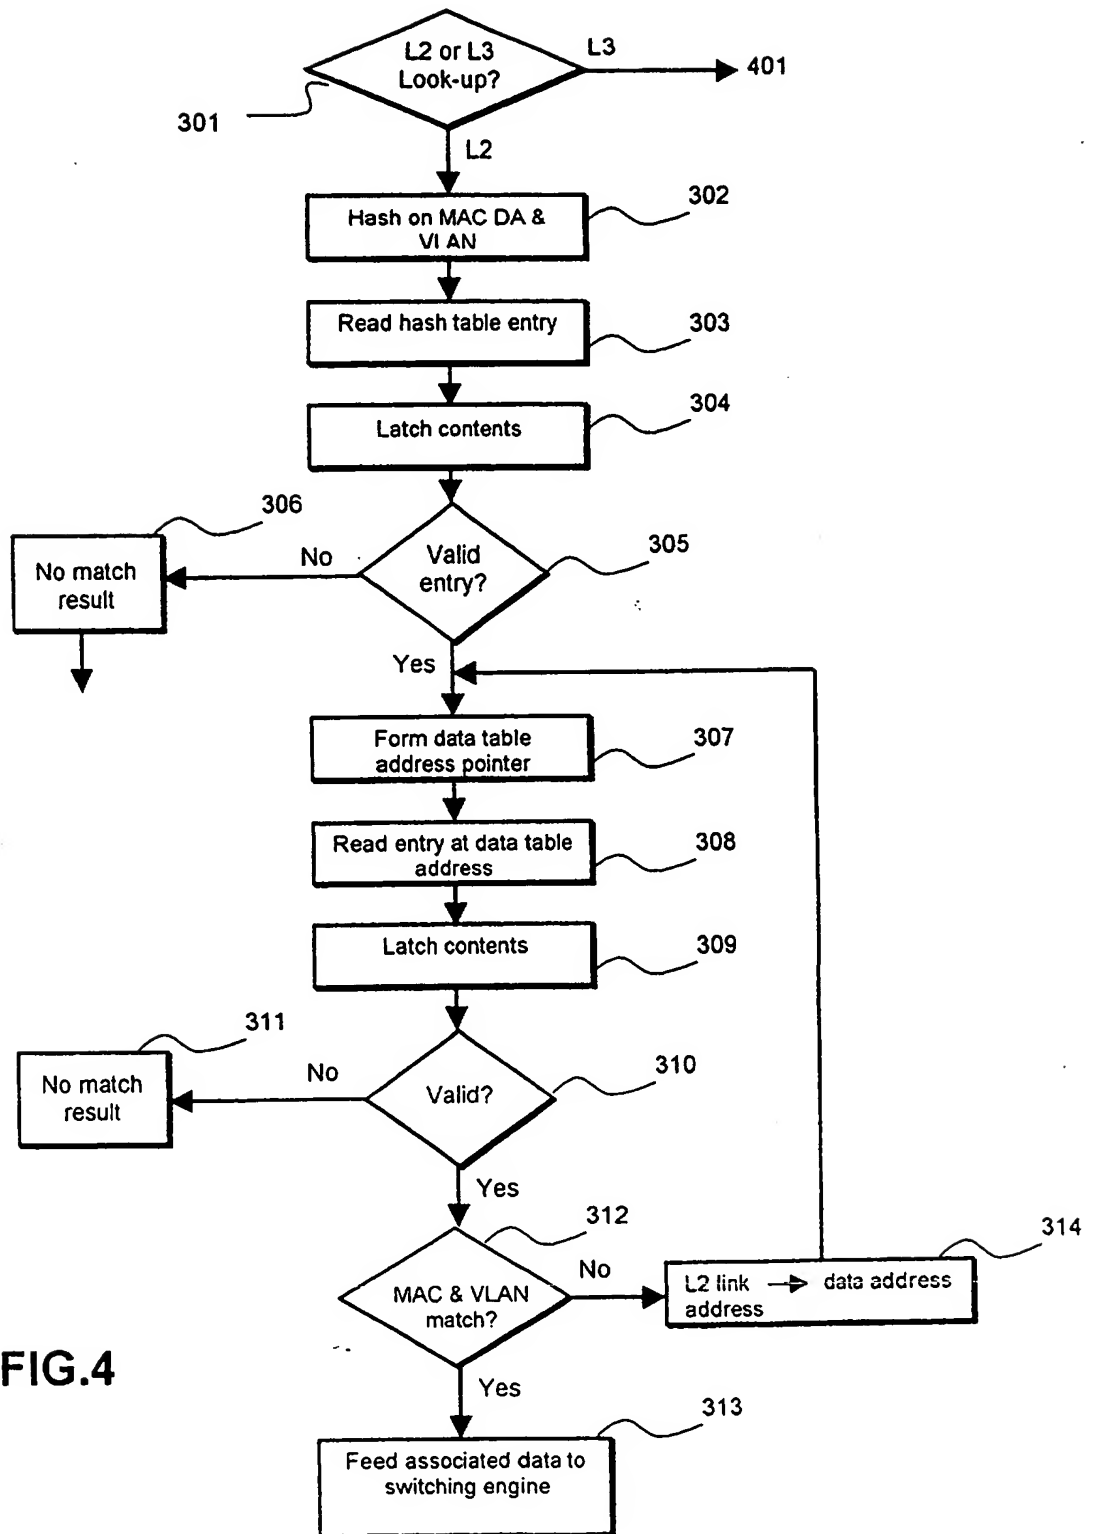 L2 or L3
Look-up?
L3
401
301
L2
302
Hash on MAC DA &
VLAN
303
Read hash table entry
304
Latch contents
306
305
Valid
entry?
No
No match
result
Yes
307
Form data table
address pointer
308
Read entry at data table
address
309
Latch contents
311
310
Valid?
No
No match
result
Yes
312
314
MAC & VLAN
match?
No
L2 link → data address
address
FIG.4
Yes
313
Feed associated data to
switching engine